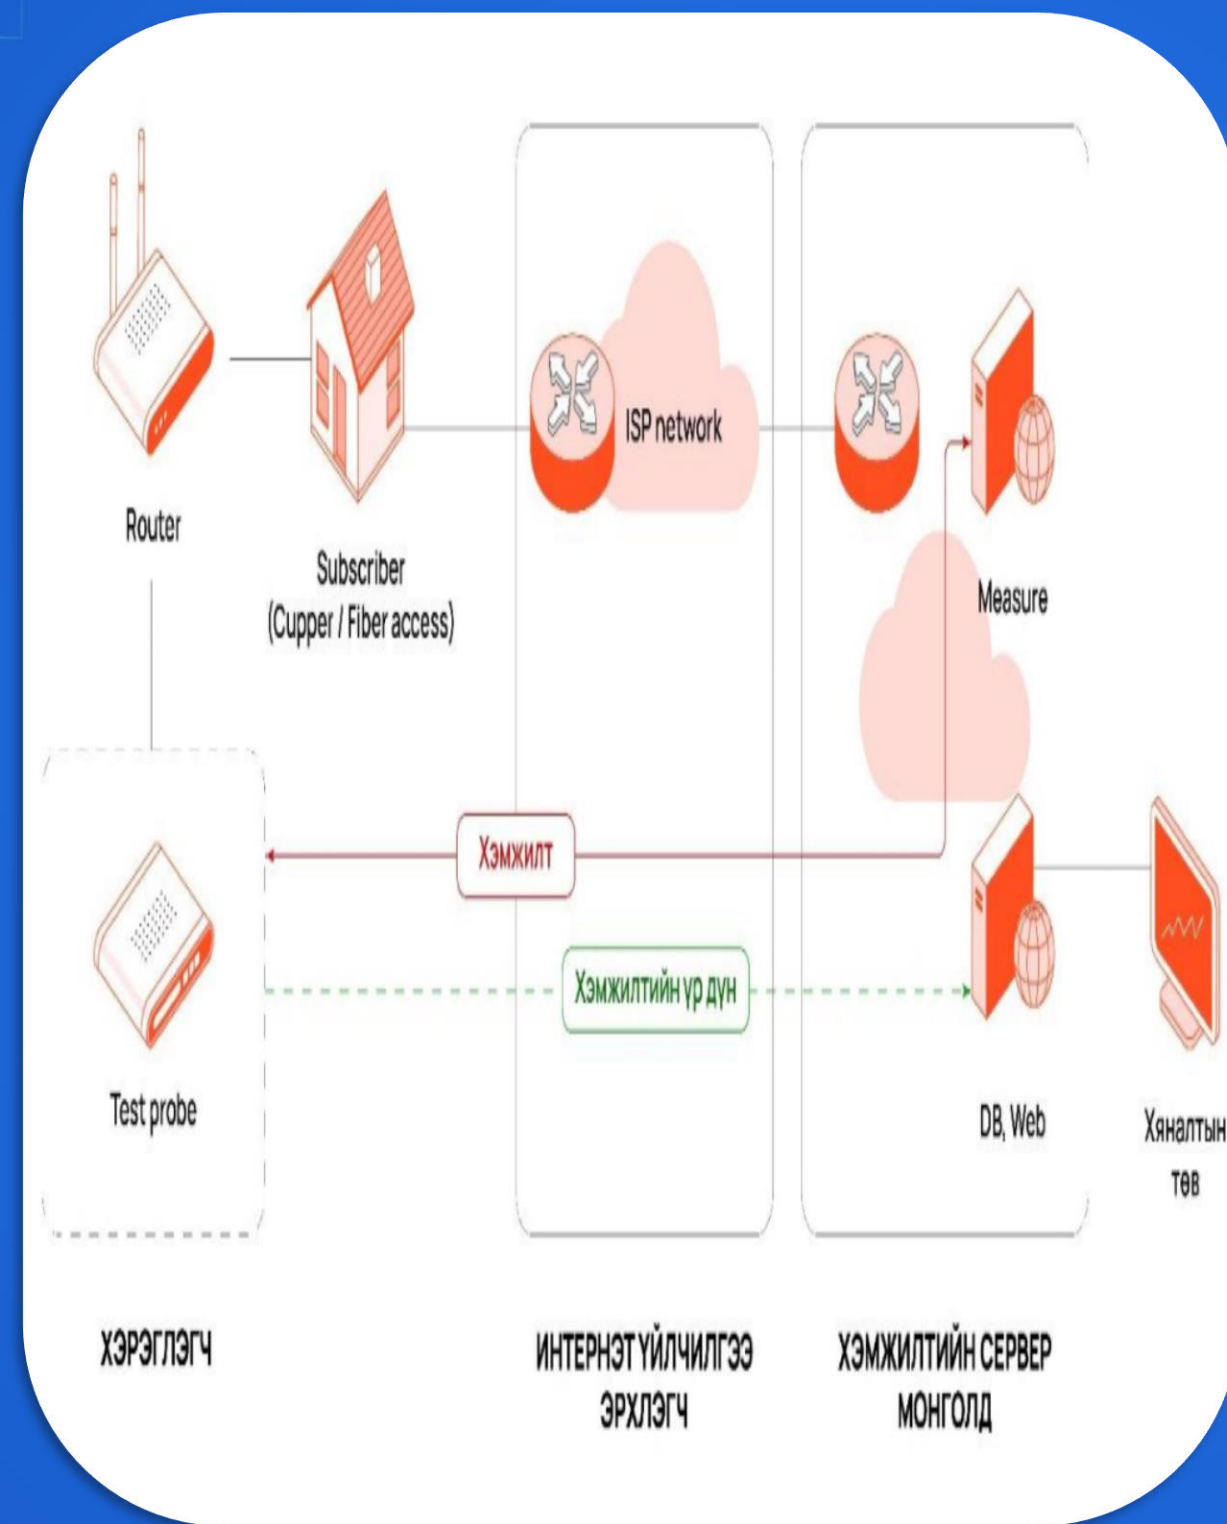 ISP network
Router
Subscriber
(Cupper / Fiber access)
Measure
Хэмжилт
Хэмжилтийн үр дүн
Test probe
DB, Web
Хяналтын
төв
ХЭРЭГЛЭГЧ
ИНТЕРНЭТ ҮЙЛЧИЛГЭЭ
ЭРХЛЭГЧ
ХЭМЖИЛТИЙН СЕРВЕР
МОНГОЛД